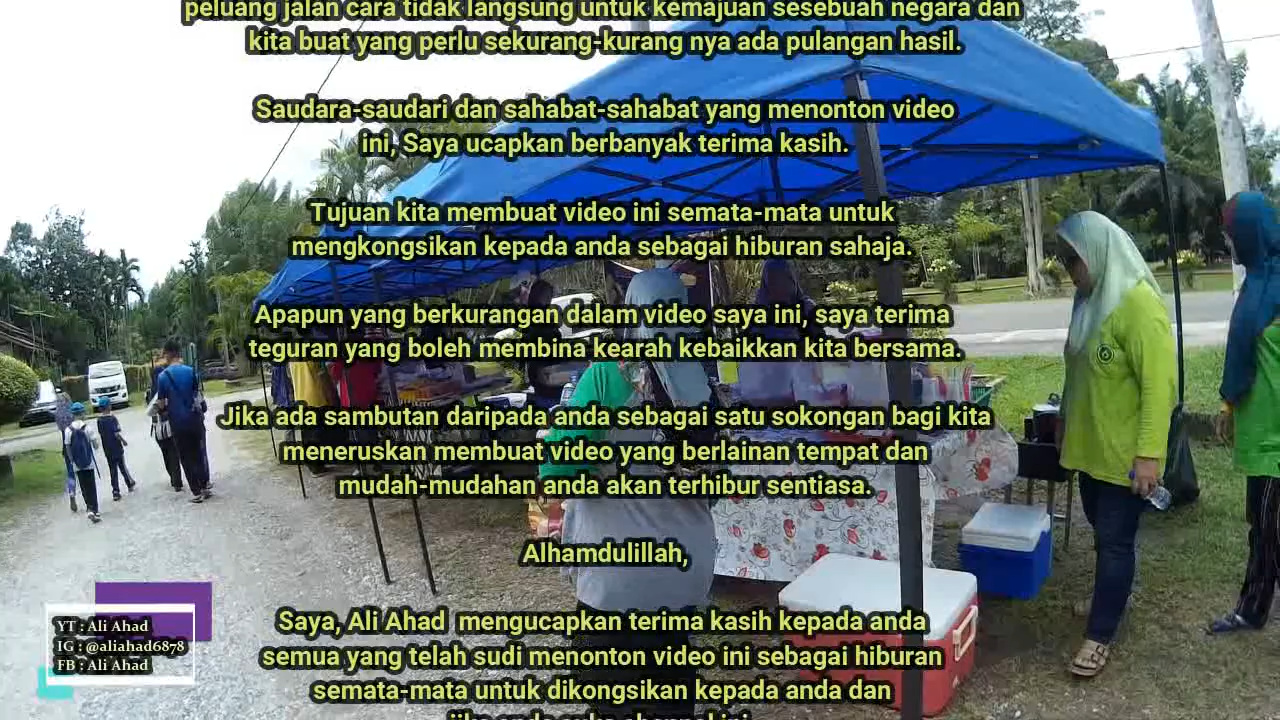 peluang jalan cara tidak langsung untuk kemajuan sesebuah negara dan
kita buat yang perlu sekurang-kurang nya ada pulangan hasil.
Saudara-saudari dan sahabat-sahabat yang menonton video
ini, Saya ucapkan berbanyak terima kasih.
Tujuan kita membuat video ini semata-mata untuk
mengkongsikan kepada anda sebagai hiburan sahaja.
Apapun yang berkurangan dalam video saya ini, saya terima
teguran yang boleh membina kearah kebaikkan kita bersama.
Jika ada sambutan daripada anda sebagai satu sokongan bagi kita
meneruskan membuat video yang berlainan tempat dan
mudah-mudahan anda akan terhibur sentiasa.
Alhamdulillah,
Saya, Ali Ahad mengucapkan terima kasih kepada anda
semua yang telah sudi menonton video ini sebagai hiburan
semata-mata untuk dikongsikan kepada anda dan
YT : Ali Ahad
IG : @aliahad6878
FB : Ali Ahad